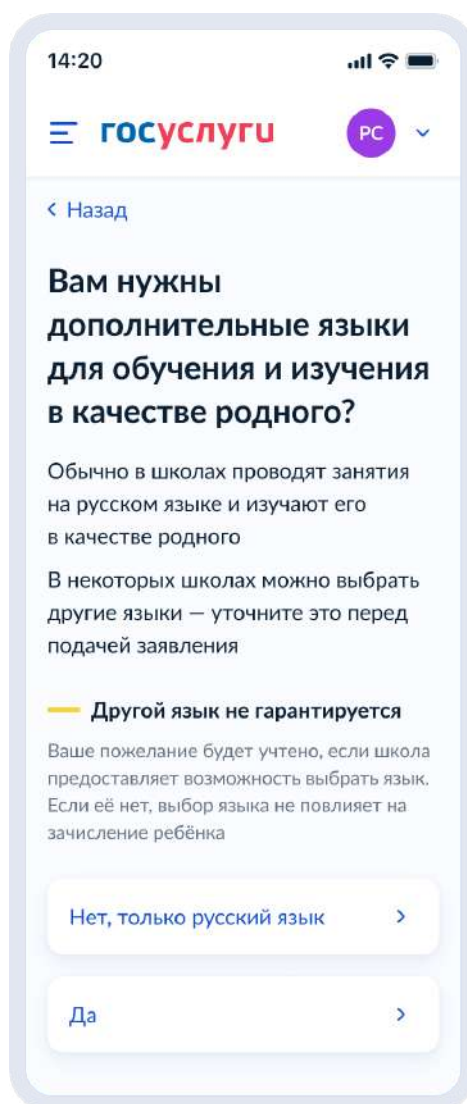 14:20
госуслуги
РС
Назад
Вам нужны
дополнительные языки
для обучения и изучения
в качестве родного?
Обычно в школах проводят занятия
на русском языке и изучают его
в качестве родного
В некоторых школах можно выбрать
другие языки — уточните это перед
подачей заявления
Другой язык не гарантируется
Ваше пожелание будет учтено, если школа
предоставляет возможность выбрать язык.
Если её нет, выбор языка не повлияет на
зачисление ребёнка
Нет, только русский язык
Да